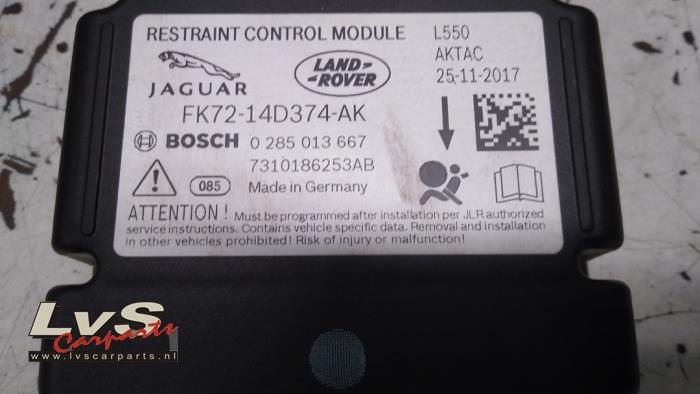 RESTRAINT CONTROL MODULE L550
AKTAC
25-11-2017
JAGUAR
LAND-
-ROVER
FK72-14D374-AK
BOSCH 0 285 013 667
7310186253AB
085 Made in Germany
ATTENTION! Must be programmed after installation per JLR authorized
service instructions. Contains vehicle specific data. Removal and installation
in other vehicles prohibited! Risk of injury or malfunction!
LvS
Carparts
www.lvscarparts.nl